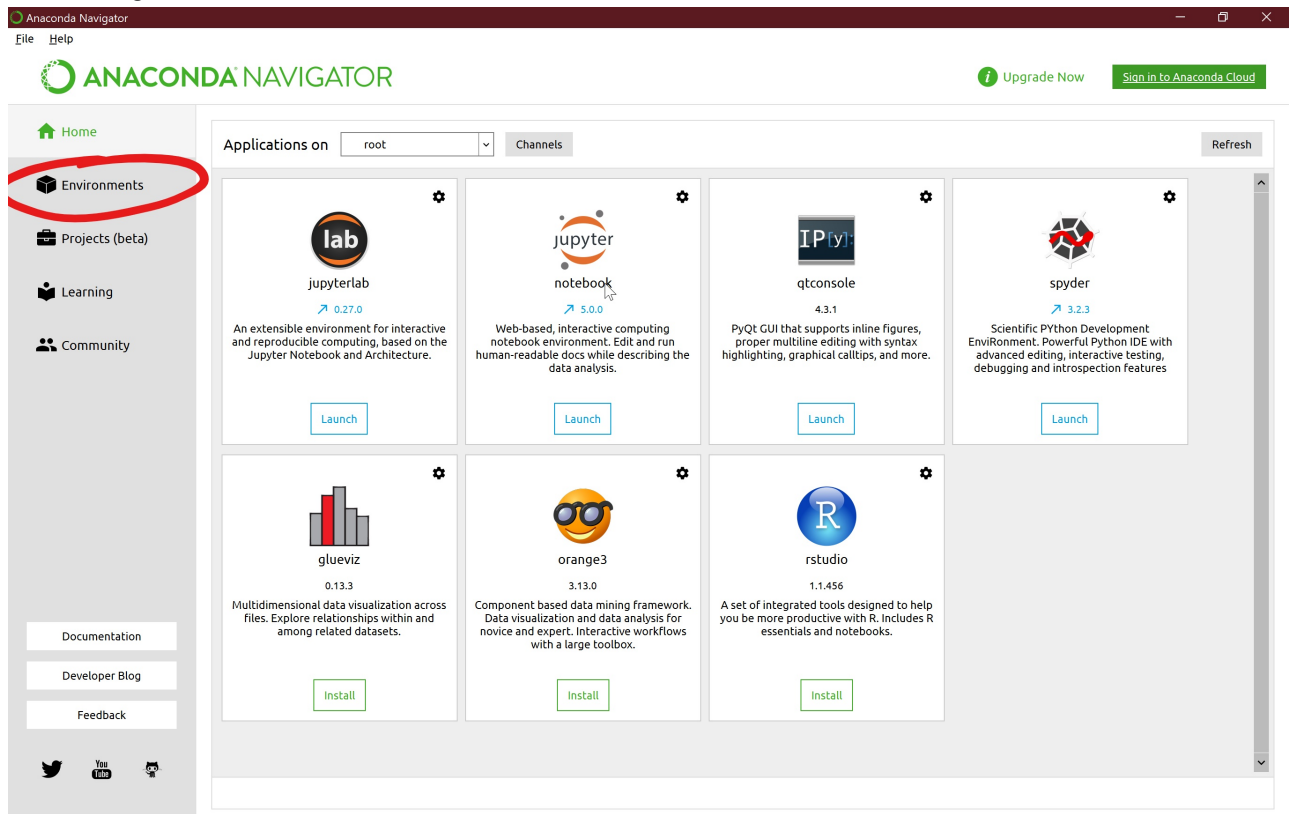 Anaconda Navigator
File Help
ANACONDA NAVIGATOR
i Upgrade Now
Sign in to Anaconda Cloud
Home
Environments
Projects (beta)
Learning
Community
Documentation
Developer Blog
Feedback
You
Tube
Applications on root Channels Refresh
lab
jupyterlab
0.27.0
An extensible environment for interactive
and reproducible computing, based on the
Jupyter Notebook and Architecture.
Launch
jupyter
notebook
5.0.0
Web-based, interactive computing
notebook environment. Edit and run
human-readable docs while describing the
data analysis.
Launch
IP[y]:
qtconsole
4.3.1
PyQt GUI that supports inline figures,
proper multiline editing with syntax
highlighting, graphical calltips, and more.
Launch
spyder
3.2.3
Scientific PYthon Development
EnviRonment. Powerful Python IDE with
advanced editing, interactive testing,
debugging and introspection features
Launch
glueviz
0.13.3
Multidimensional data visualization across
files. Explore relationships within and
among related datasets.
Install
orange3
3.13.0
Component based data mining framework.
Data visualization and data analysis for
novice and expert. Interactive workflows
with a large toolbox.
Install
R
rstudio
1.1.456
A set of integrated tools designed to help
you be more productive with R. Includes R
essentials and notebooks.
Install